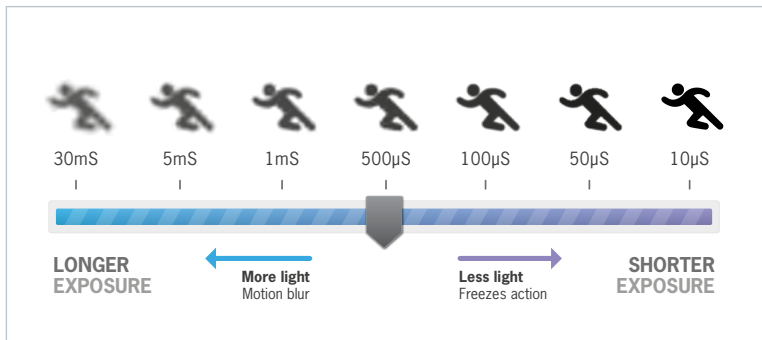 30mS 5mS 1mS 500µS 100µS 50µS 10µS
LONGER
EXPOSURE
More light
Motion blur
Less light
Freezes action
SHORTER
EXPOSURE